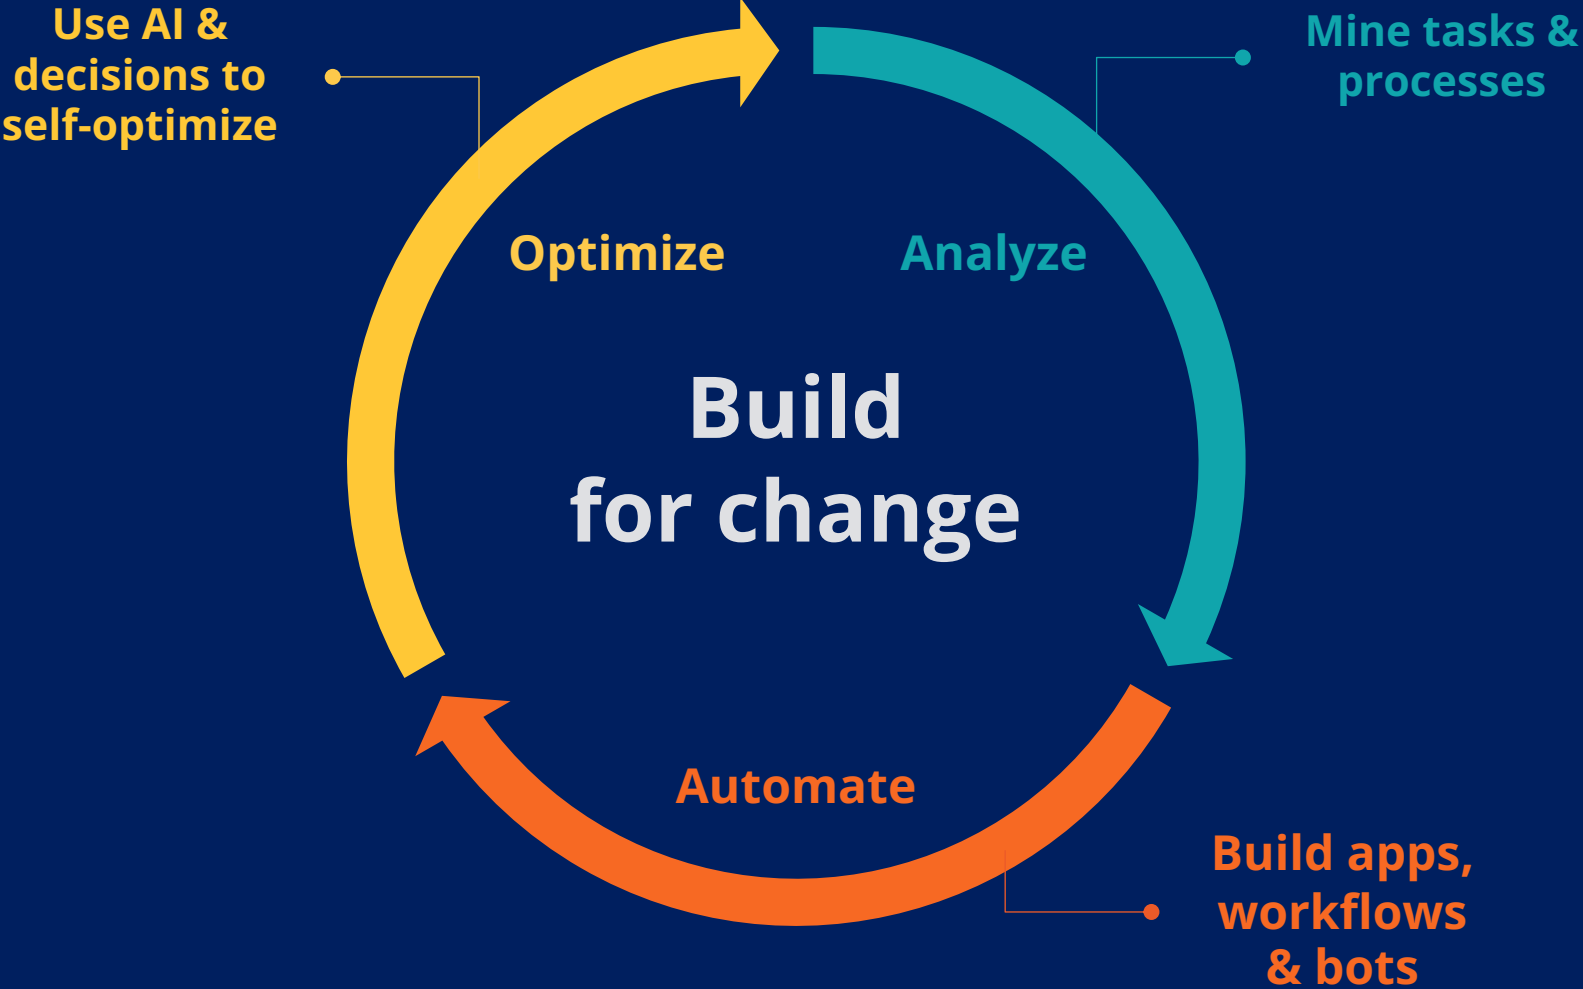 Use AI &
decisions to
self-optimize
Mine tasks &
processes
Optimize
Analyze
Build
for change
Automate
Build apps,
workflows
& bots